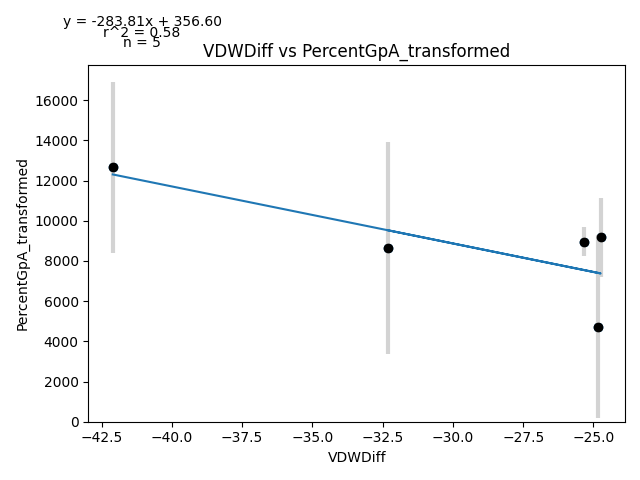 y = -283.81x + 356.60
r^2 = 0.58
n = 5
VDWDiff vs PercentGpA_transformed
PercentGpA_transformed
16000
14000
12000
10000
8000
6000
4000
2000
0
−42.5 −40.0 −37.5 −35.0 −32.5 −30.0 −27.5 −25.0
VDWDiff